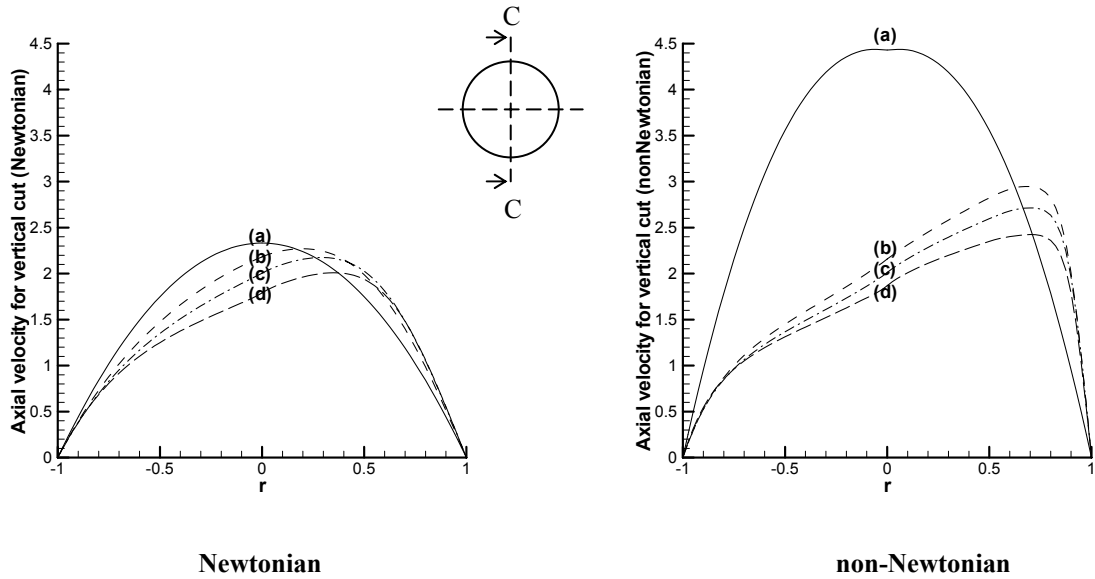 C
C
Axial velocity for vertical cut (Newtonian)
4.5
4
3.5
3
2.5
2
1.5
1
0.5
0
-1
-0.5
0
0.5
1
r
(a)
(b)
(c)
(d)
Newtonian
Axial velocity for vertical cut (nonNewtonian)
4.5
4
3.5
3
2.5
2
1.5
1
0.5
0
-1
-0.5
0
0.5
1
r
(a)
(b)
(c)
(d)
non-Newtonian